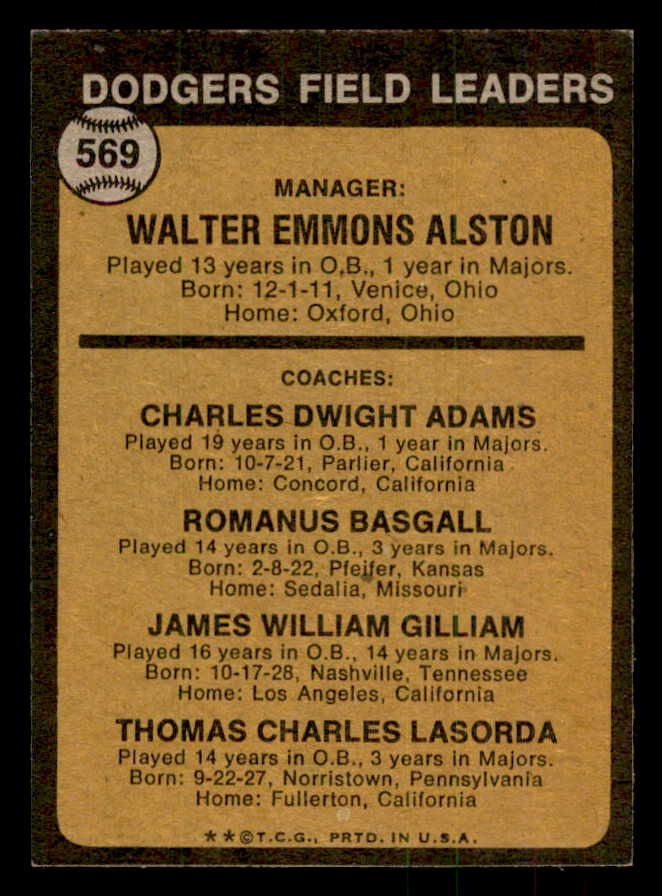 DODGERS FIELD LEADERS
569
MANAGER:
WALTER EMMONS ALSTON
Played 13 years in O.B., 1 year in Majors.
Born: 12-1-11, Venice, Ohio
Home: Oxford, Ohio
COACHES:
CHARLES DWIGHT ADAMS
Played 19 years in O.B., 1 year in Majors.
Born: 10-7-21, Parlier, California
Home: Concord, California
ROMANUS BASGALL
Played 14 years in O.B., 3 years in Majors.
Born: 2-8-22, Pfeifer, Kansas
Home: Sedalia, Missouri
JAMES WILLIAM GILLIAM
Played 16 years in O.B., 14 years in Majors.
Born: 10-17-28, Nashville, Tennessee
Home: Los Angeles, California
THOMAS CHARLES LASORDA
Played 14 years in O.B., 3 years in Majors.
Born: 9-22-27, Norristown, Pennsylvania
Home: Fullerton, California
**©T.C.G., PRTD. IN U.S.A.